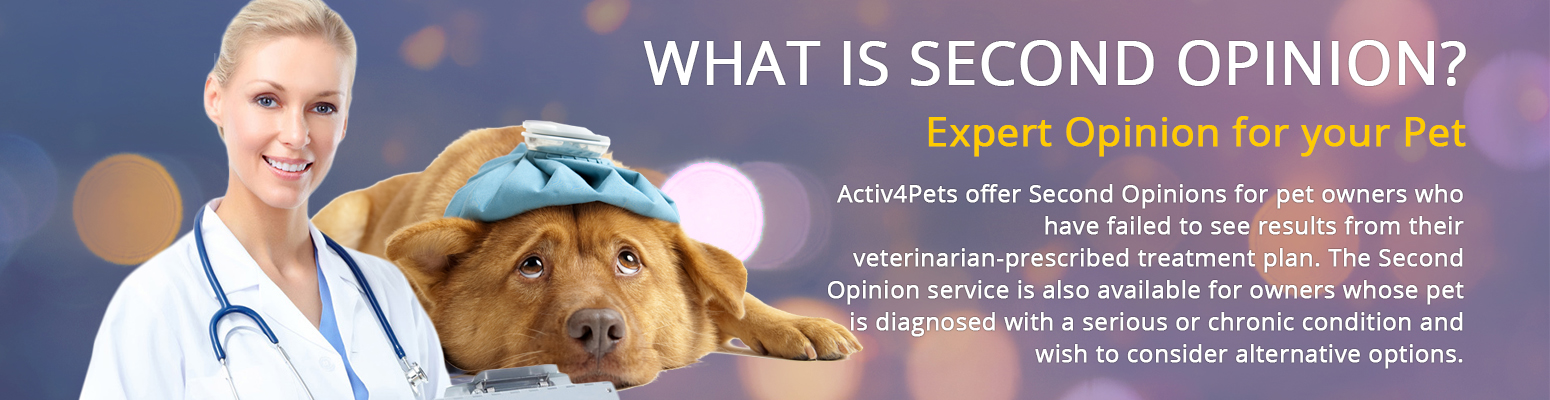 WHAT IS SECOND OPINION?
Expert Opinion for your Pet
Activ4Pets offer Second Opinions for pet owners who
have failed to see results from their
veterinarian-prescribed treatment plan. The Second
Opinion service is also available for owners whose pet
is diagnosed with a serious or chronic condition and
wish to consider alternative options.